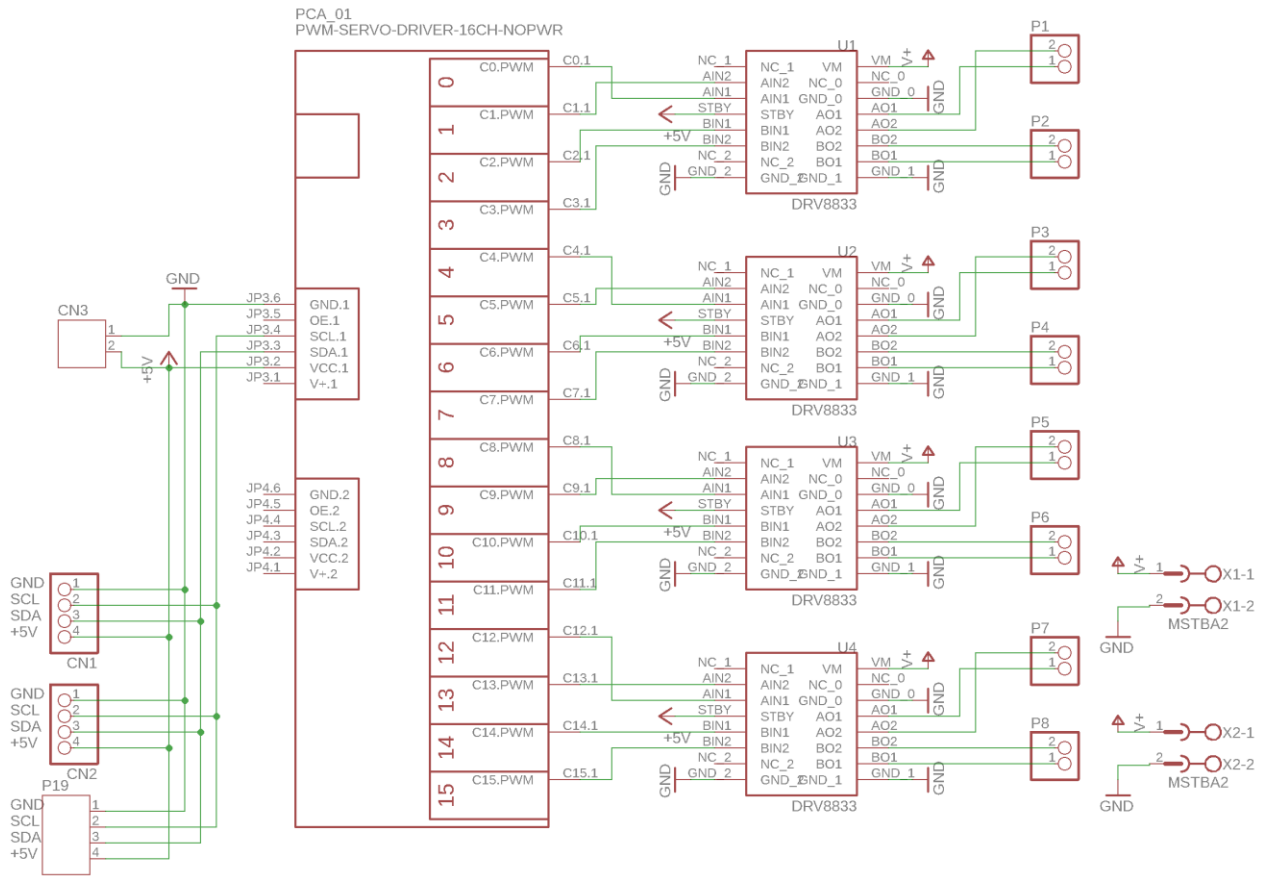 PCA_01
PWM-SERVO-DRIVER-16CH-NOPWR
0 C0.PWM C0.1
1 C1.PWM C1.1
2 C2.PWM C2.1
3 C3.PWM C3.1
4 C4.PWM C4.1
5 C5.PWM C5.1
6 C6.PWM C6.1
7 C7.PWM C7.1
8 C8.PWM C8.1
9 C9.PWM C9.1
10 C10.PWM C10.1
11 C11.PWM C11.1
12 C12.PWM C12.1
13 C13.PWM C13.1
14 C14.PWM C14.1
15 C15.PWM C15.1
GND
CN3
1
2
+5V
JP3.6 GND.1
JP3.5 OE.1
JP3.4 SCL.1
JP3.3 SDA.1
JP3.2 VCC.1
JP3.1 V+.1
JP4.6 GND.2
JP4.5 OE.2
JP4.4 SCL.2
JP4.3 SDA.2
JP4.2 VCC.2
JP4.1 V+.2
GND 1
SCL 2
SDA 3
+5V 4
CN1
GND 1
SCL 2
SDA 3
+5V 4
CN2
P19
GND 1
SCL 2
SDA 3
+5V 4
U1
NC_1 NC_1 VM VM V+
AIN2 AIN2 NC_0 NC_0
AIN1 AIN1 GND_0 GND_0 GND
STBY STBY AO1 AO1
+5V
BIN1 BIN1 AO2 AO2
BIN2 BIN2 BO2 BO2
NC_2 NC_2 BO1 BO1
GND GND_2 GND_2 GND_1 GND_1 GND
DRV8833
U2
NC_1 NC_1 VM VM V+
AIN2 AIN2 NC_0 NC_0
AIN1 AIN1 GND_0 GND_0 GND
STBY STBY AO1 AO1
+5V
BIN1 BIN1 AO2 AO2
BIN2 BIN2 BO2 BO2
NC_2 NC_2 BO1 BO1
GND GND_2 GND_2 GND_1 GND_1 GND
DRV8833
U3
NC_1 NC_1 VM VM V+
AIN2 AIN2 NC_0 NC_0
AIN1 AIN1 GND_0 GND_0 GND
STBY STBY AO1 AO1
+5V
BIN1 BIN1 AO2 AO2
BIN2 BIN2 BO2 BO2
NC_2 NC_2 BO1 BO1
GND GND_2 GND_2 GND_1 GND_1 GND
DRV8833
U4
NC_1 NC_1 VM VM V+
AIN2 AIN2 NC_0 NC_0
AIN1 AIN1 GND_0 GND_0 GND
STBY STBY AO1 AO1
+5V
BIN1 BIN1 AO2 AO2
BIN2 BIN2 BO2 BO2
NC_2 NC_2 BO1 BO1
GND GND_2 GND_2 GND_1 GND_1 GND
DRV8833
P1
2
1
P2
2
1
P3
2
1
P4
2
1
P5
2
1
P6
2
1
P7
2
1
P8
2
1
V+ 1 X1-1
2 X1-2
MSTBA2
GND
V+ 1 X2-1
2 X2-2
MSTBA2
GND